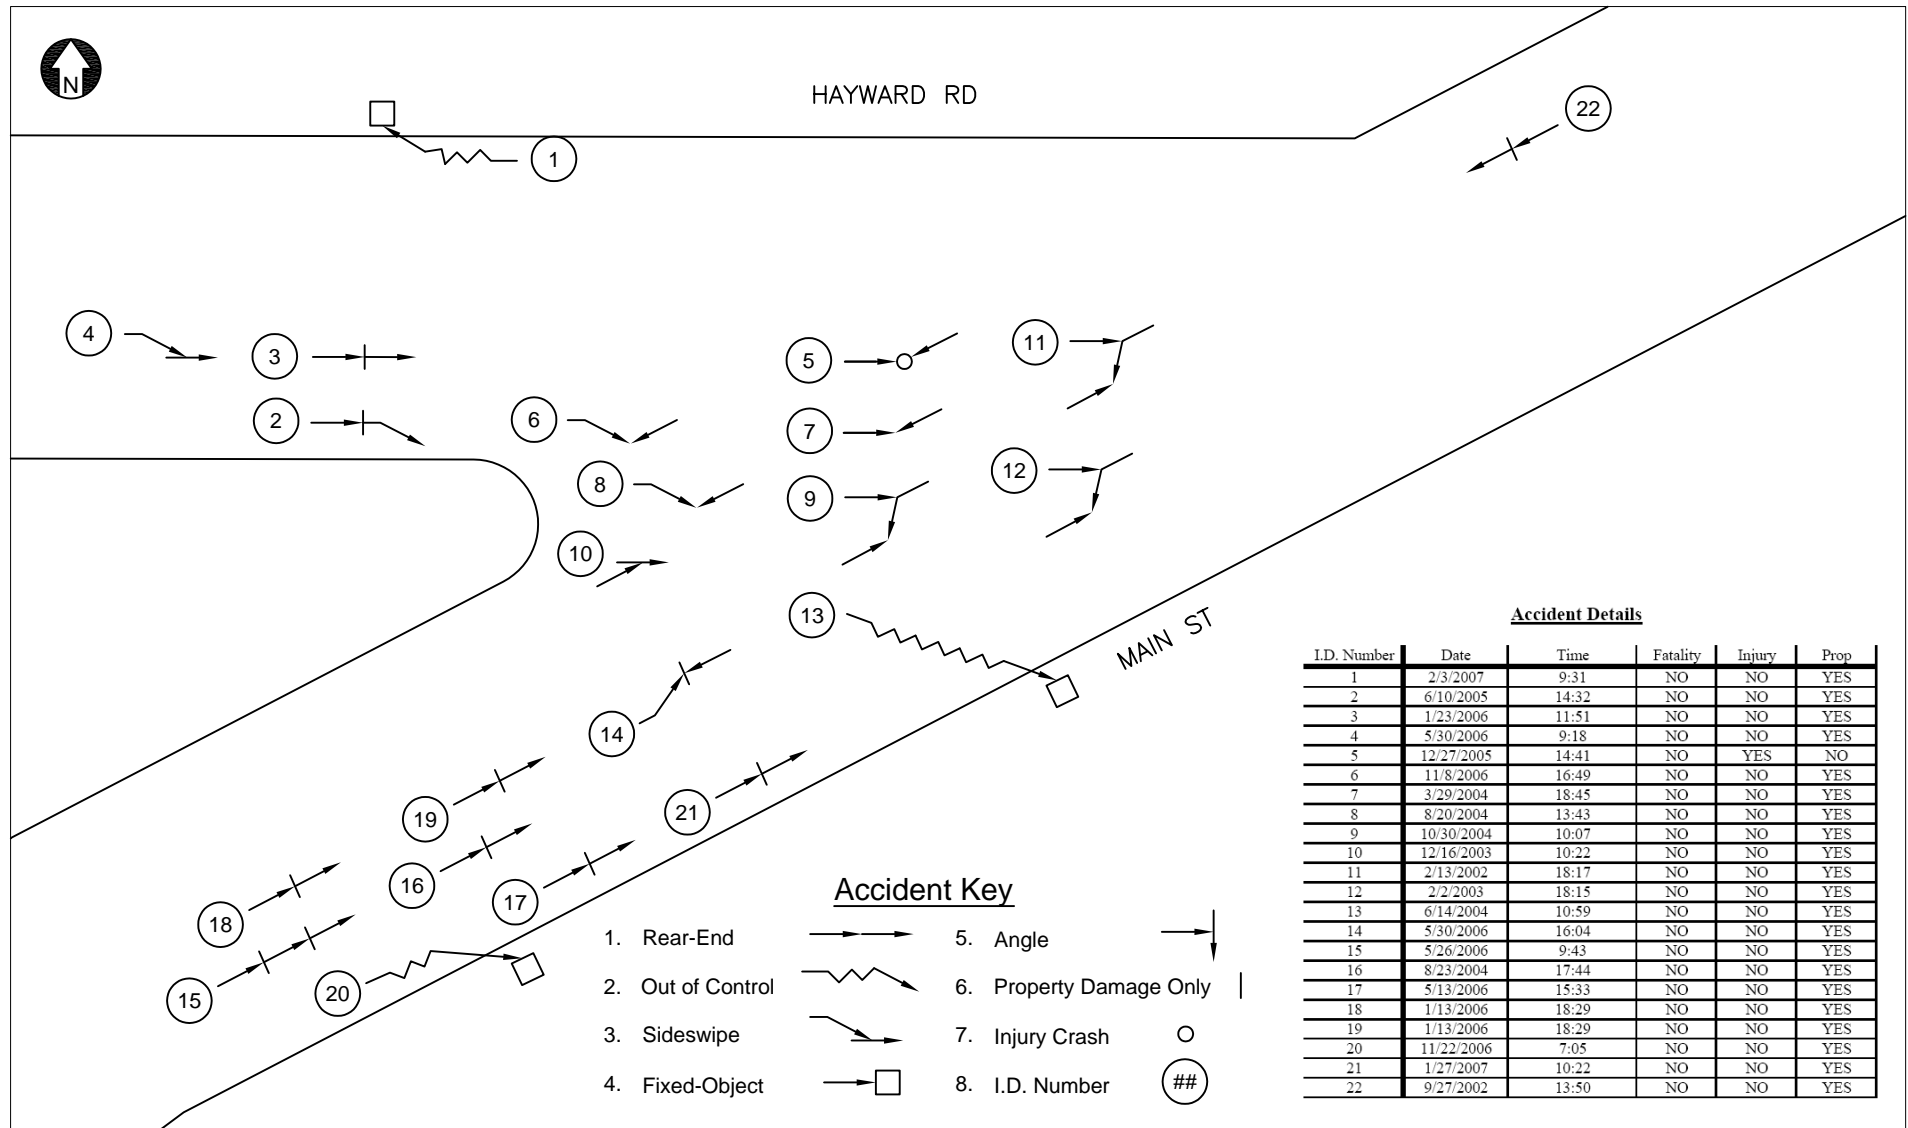 N
HAYWARD RD
22
1
4
3
5
11
2
6
7
8
9
12
10
13
MAIN ST
14
19
21
16
18
17
15
20
Accident Key
1. Rear-End
2. Out of Control
3. Sideswipe
4. Fixed-Object
5. Angle
6. Property Damage Only
7. Injury Crash
8. I.D. Number
##
Accident Details
I.D. Number Date Time Fatality Injury Prop
1 2/3/2007 9:31 NO NO YES
2 6/10/2005 14:32 NO NO YES
3 1/23/2006 11:51 NO NO YES
4 5/30/2006 9:18 NO NO YES
5 12/27/2005 14:41 NO YES NO
6 11/8/2006 16:49 NO NO YES
7 3/29/2004 18:45 NO NO YES
8 8/20/2004 13:43 NO NO YES
9 10/30/2004 10:07 NO NO YES
10 12/16/2003 10:22 NO NO YES
11 2/13/2002 18:17 NO NO YES
12 2/2/2003 18:15 NO NO YES
13 6/14/2004 10:59 NO NO YES
14 5/30/2006 16:04 NO NO YES
15 5/26/2006 9:43 NO NO YES
16 8/23/2004 17:44 NO NO YES
17 5/13/2006 15:33 NO NO YES
18 1/13/2006 18:29 NO NO YES
19 1/13/2006 18:29 NO NO YES
20 11/22/2006 7:05 NO NO YES
21 1/27/2007 10:22 NO NO YES
22 9/27/2002 13:50 NO NO YES